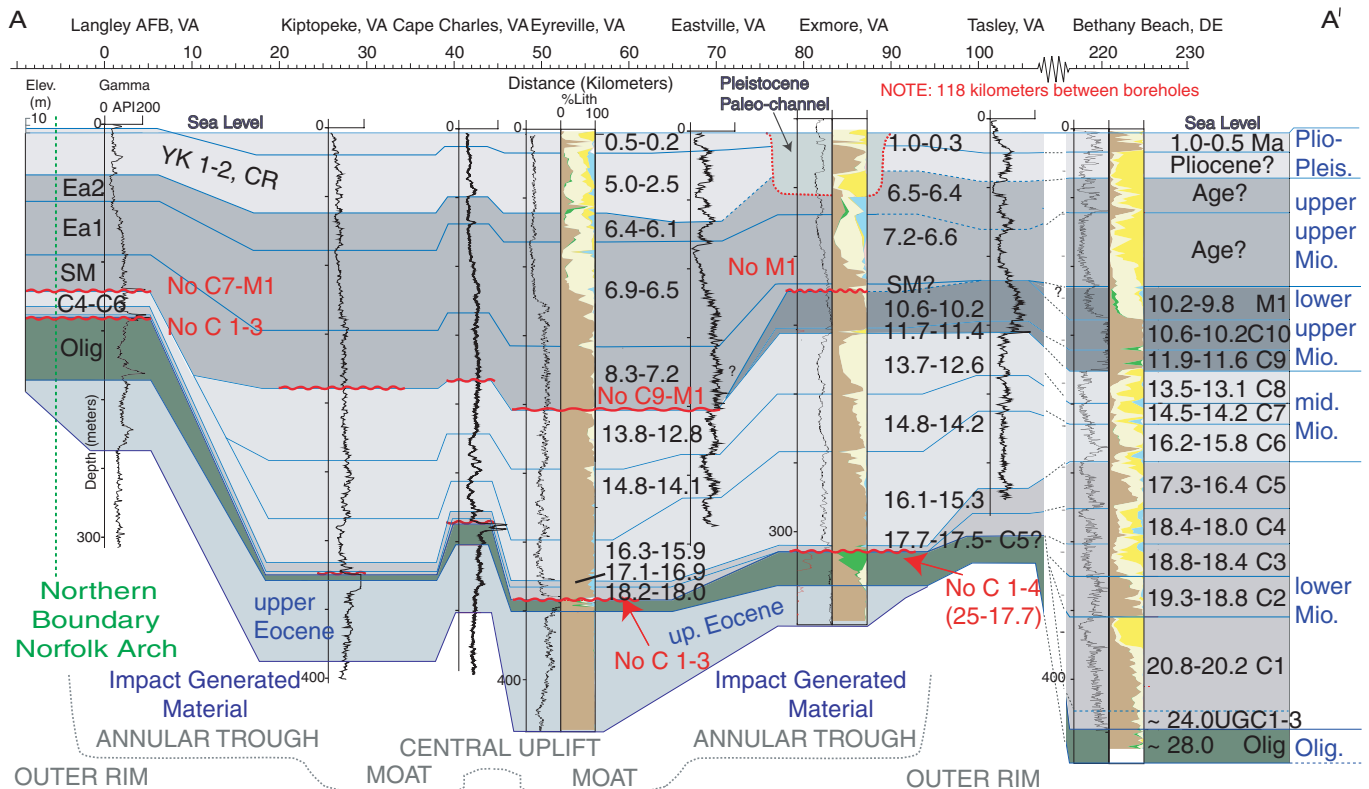 A
A'
Langley AFB, VA
Kiptopeke, VA
Cape Charles, VA
Eyreville, VA
Eastville, VA
Exmore, VA
Tasley, VA
Bethany Beach, DE
0 10 20 30 40 50 60 70 80 90 100 220 230
Distance (Kilometers)
Elev.
(m)
10
Gamma
0 API 200
Sea Level
%Lith
100
Pleistocene
Paleo-channel
NOTE: 118 kilometers between boreholes
Sea Level
0
0
0
0
0
0
0
0
YK 1-2, CR
Ea2
Ea1
SM
C4-C6
Olig
No C7-M1
No C 1-3
Depth (meters)
300
0.5-0.2
5.0-2.5
6.4-6.1
6.9-6.5
8.3-7.2
?
No C9-M1
13.8-12.8
14.8-14.1
16.3-15.9
17.1-16.9
18.2-18.0
No C 1-3
up. Eocene
No M1
1.0-0.3
6.5-6.4
7.2-6.6
SM?
10.6-10.2
11.7-11.4
13.7-12.6
14.8-14.2
16.1-15.3
17.7-17.5- C5?
300
No C 1-4
(25-17.7)
?
1.0-0.5 Ma
Pliocene?
Age?
Age?
10.2-9.8 M1
10.6-10.2C10
11.9-11.6 C9
13.5-13.1 C8
14.5-14.2 C7
16.2-15.8 C6
17.3-16.4 C5
18.4-18.0 C4
18.8-18.4 C3
19.3-18.8 C2
20.8-20.2 C1
~ 24.0UGC1-3
~ 28.0 Olig
Plio-
Pleis.
upper
upper
Mio.
lower
upper
Mio.
mid.
Mio.
lower
Mio.
Olig.
400
400
400
upper
Eocene
Northern
Boundary
Norfolk Arch
Impact Generated
Material
Impact Generated
Material
ANNULAR TROUGH
CENTRAL UPLIFT
ANNULAR TROUGH
OUTER RIM
MOAT
MOAT
OUTER RIM